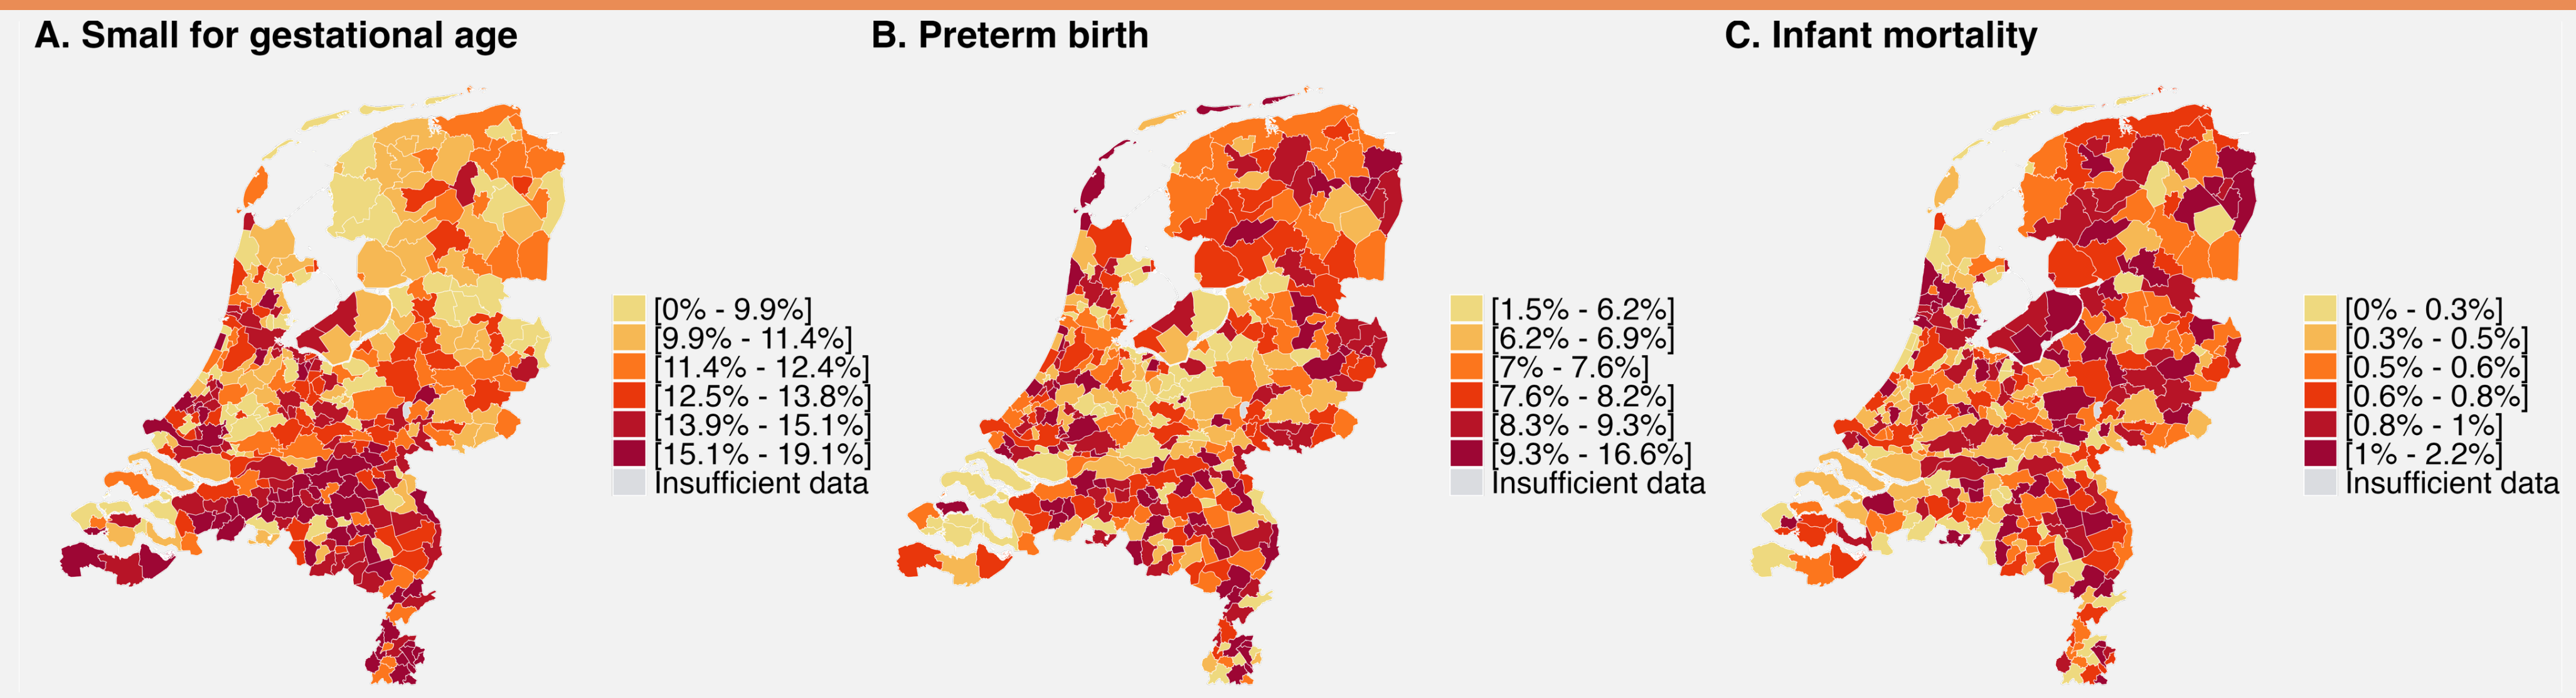 A. Small for gestational age
[0% - 9.9%]
[9.9% - 11.4%]
[11.4% - 12.4%]
[12.5% - 13.8%]
[13.9% - 15.1%]
[15.1% - 19.1%]
Insufficient data
B. Preterm birth
[1.5% - 6.2%]
[6.2% - 6.9%]
[7% - 7.6%]
[7.6% - 8.2%]
[8.3% - 9.3%]
[9.3% - 16.6%]
Insufficient data
C. Infant mortality
[0% - 0.3%]
[0.3% - 0.5%]
[0.5% - 0.6%]
[0.6% - 0.8%]
[0.8% - 1%]
[1% - 2.2%]
Insufficient data